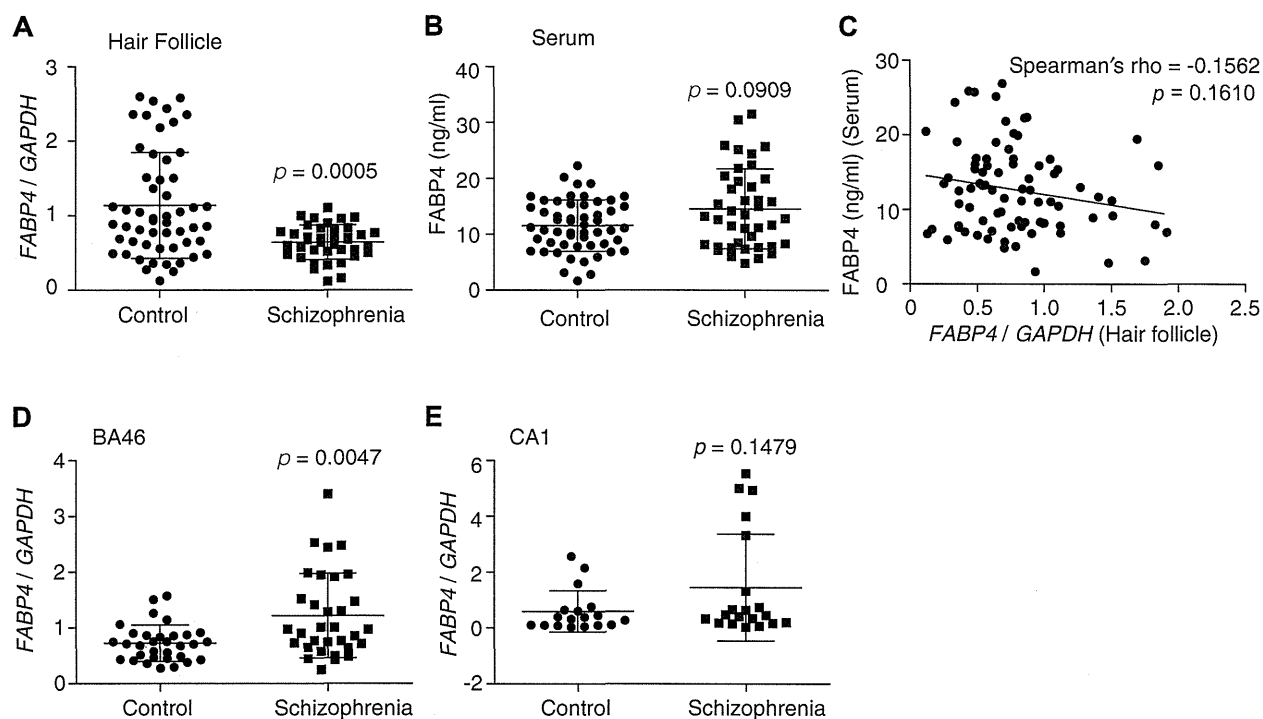 A
Hair Follicle
FABP4 / GAPDH
3
2
1
0
p = 0.0005
Control
Schizophrenia
B
Serum
FABP4 (ng/ml)
40
30
20
10
0
p = 0.0909
Control
Schizophrenia
C
FABP4 (ng/ml) (Serum)
30
20
10
0
Spearman's rho = -0.1562
p = 0.1610
0
0.5
1.0
1.5
2.0
2.5
FABP4 / GAPDH (Hair follicle)
D
BA46
FABP4 / GAPDH
4
3
2
1
0
p = 0.0047
Control
Schizophrenia
E
CA1
FABP4 / GAPDH
6
4
2
0
-2
p = 0.1479
Control
Schizophrenia